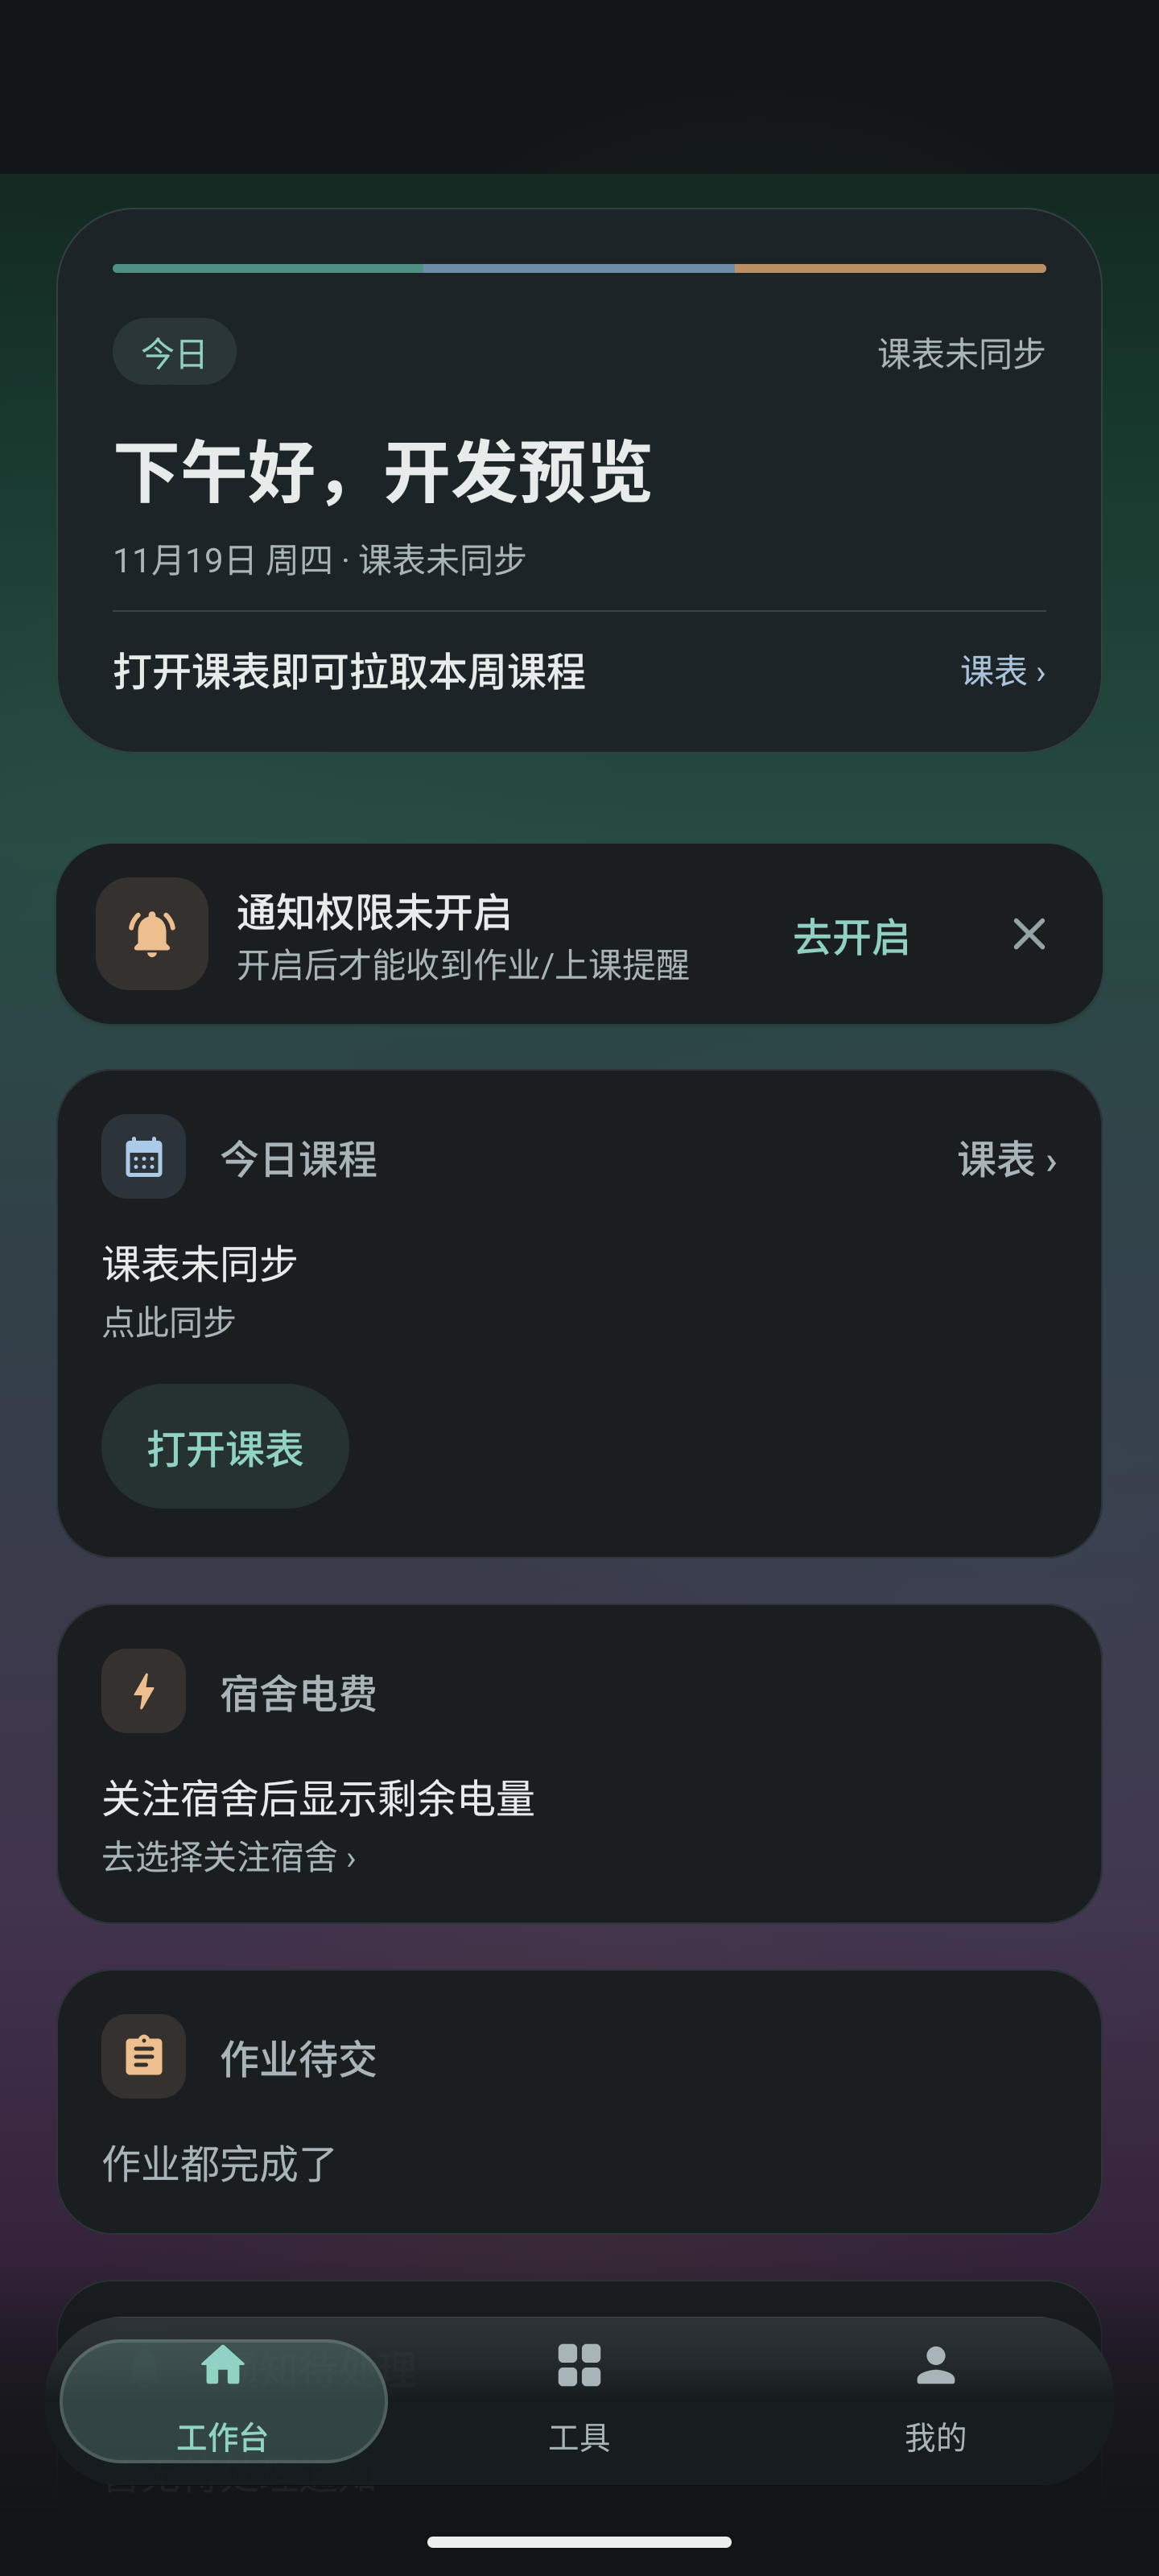 今日
课表未同步
下午好，开发预览
11月19日 周四 · 课表未同步
打开课表即可拉取本周课程
课表 ›
通知权限未开启
开启后才能收到作业/上课提醒
去开启
今日课程
课表 ›
课表未同步
点此同步
打开课表
宿舍电费
关注宿舍后显示剩余电量
去选择关注宿舍 ›
作业待交
作业都完成了
工作台
工具
我的